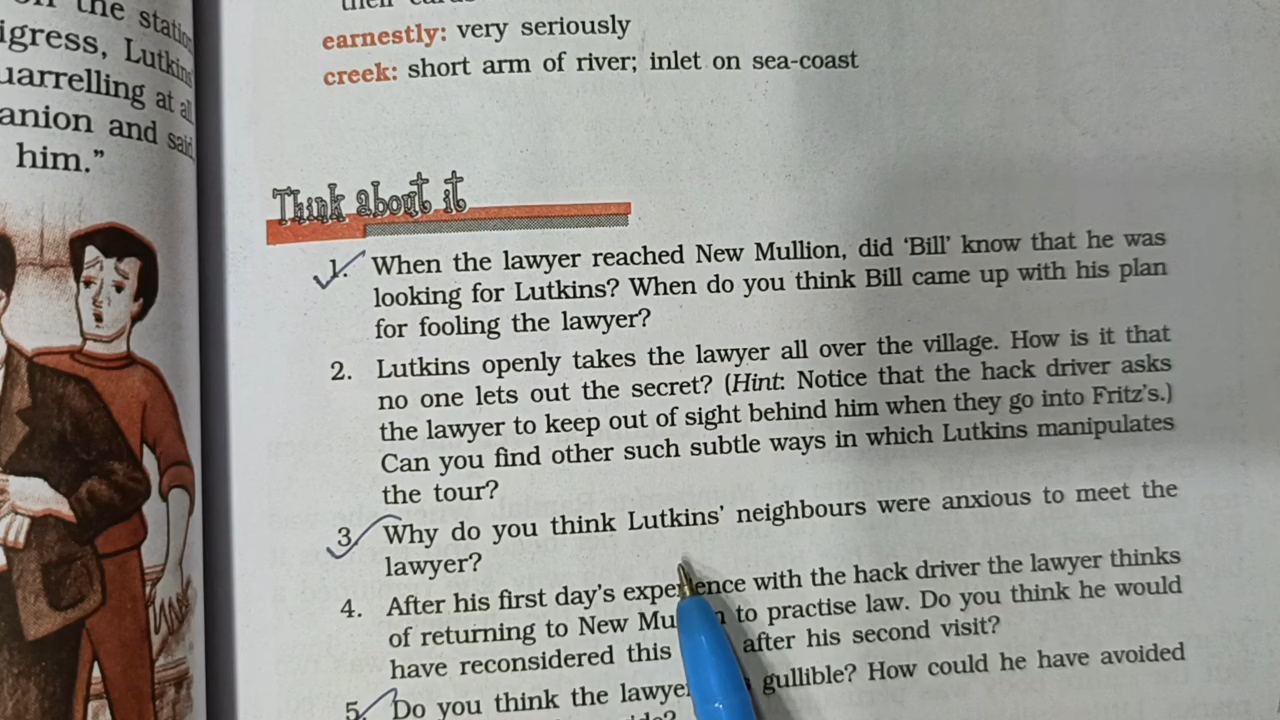 the statio
igress, Lutkins
uarrelling at al
anion and said
him."
their
earnestly: very seriously
creek: short arm of river; inlet on sea-coast
Think about it
1. When the lawyer reached New Mullion, did 'Bill' know that he was
looking for Lutkins? When do you think Bill came up with his plan
for fooling the lawyer?
2. Lutkins openly takes the lawyer all over the village. How is it that
no one lets out the secret? (Hint: Notice that the hack driver asks
the lawyer to keep out of sight behind him when they go into Fritz's.)
Can you find other such subtle ways in which Lutkins manipulates
the tour?
3. Why do you think Lutkins' neighbours were anxious to meet the
lawyer?
4. After his first day's experience with the hack driver the lawyer thinks
of returning to New Mu n to practise law. Do you think he would
have reconsidered this after his second visit?
5. Do you think the lawye gullible? How could he have avoided